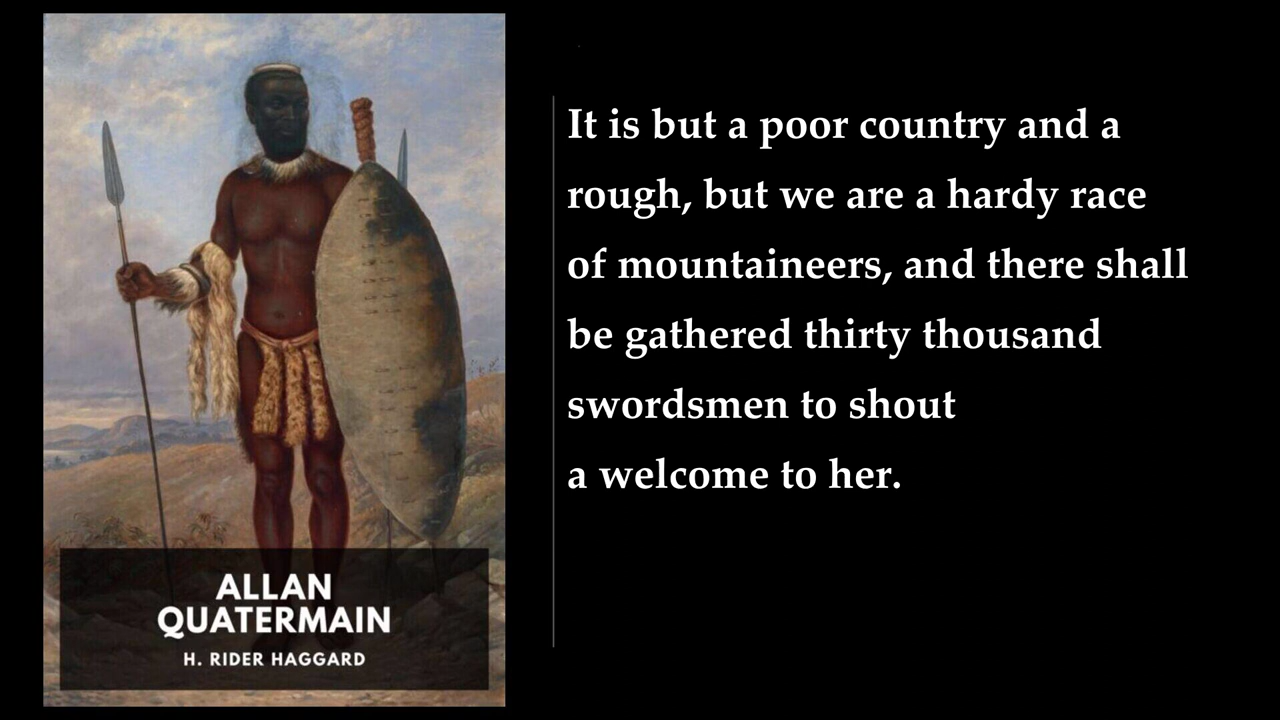 It is but a poor country and a
rough, but we are a hardy race
of mountaineers, and there shall
be gathered thirty thousand
swordsmen to shout
a welcome to her.
ALLAN
QUATERMAIN
H. RIDER HAGGARD